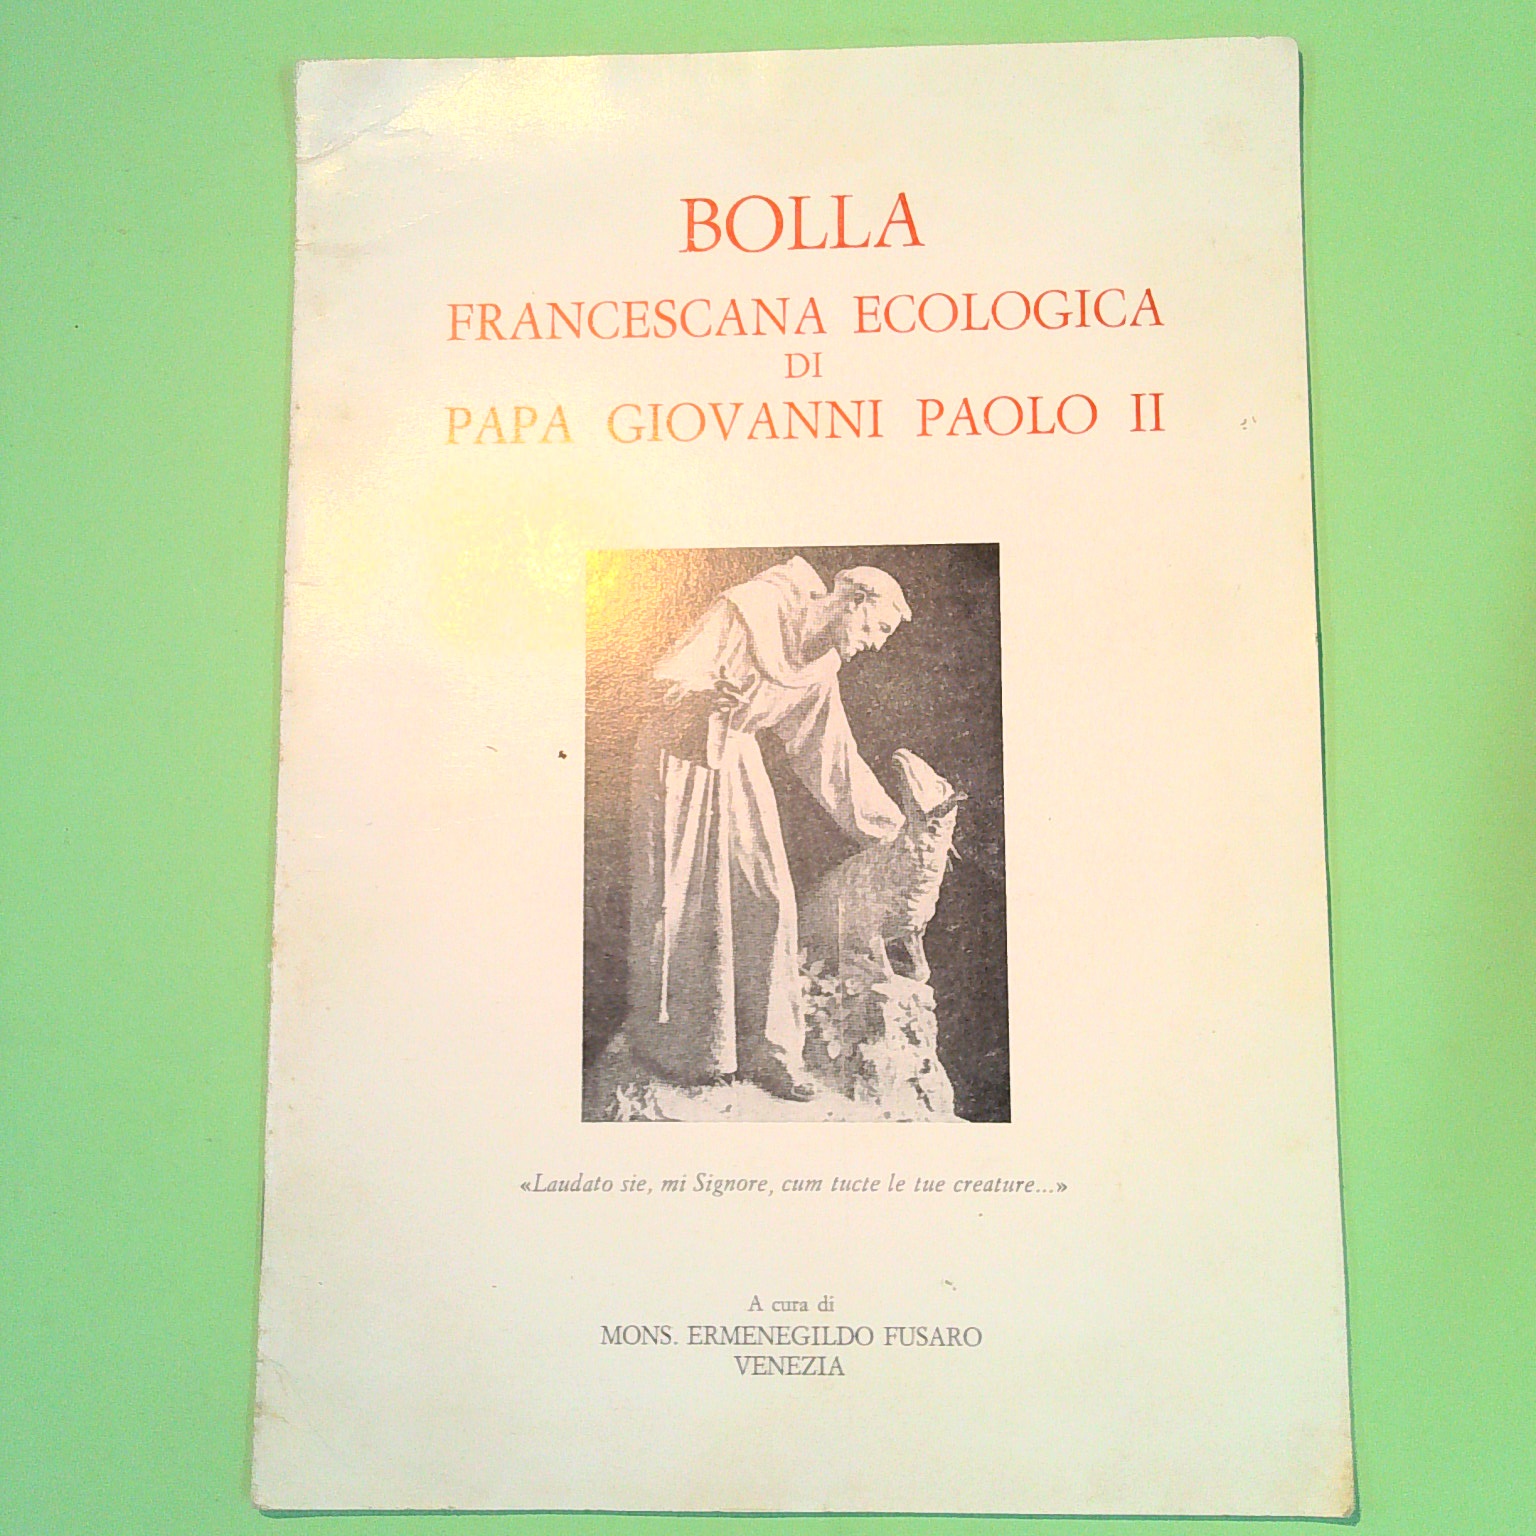 BOLLA
FRANCESCANA ECOLOGICA
DI
PAPA GIOVANNI PAOLO II
«Laudato sie, mi Signore, cum tucte le tue creature...»
A cura di
MONS. ERMENEGILDO FUSARO
VENEZIA